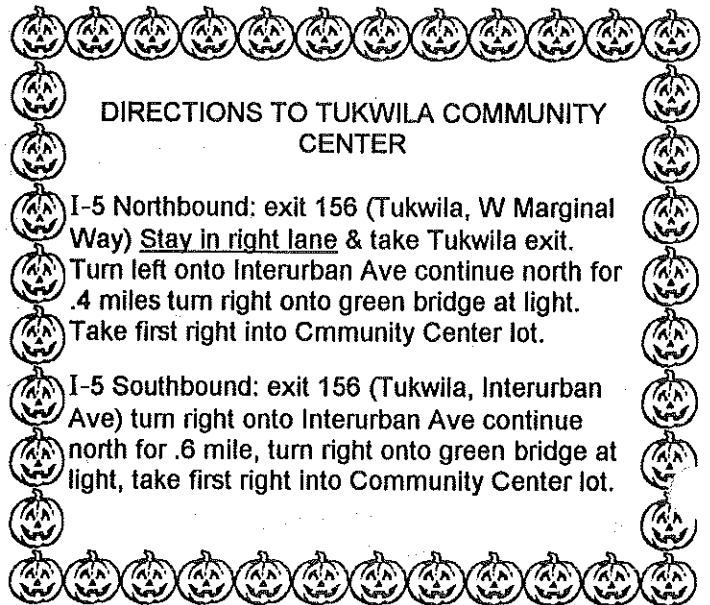 DIRECTIONS TO TUKWILA COMMUNITY
CENTER
I-5 Northbound: exit 156 (Tukwila, W Marginal
Way) Stay in right lane & take Tukwila exit.
Turn left onto Interurban Ave continue north for
.4 miles turn right onto green bridge at light.
Take first right into Cmmunity Center lot.
I-5 Southbound: exit 156 (Tukwila, Interurban
Ave) turn right onto Interurban Ave continue
north for .6 mile, turn right onto green bridge at
light, take first right into Community Center lot.